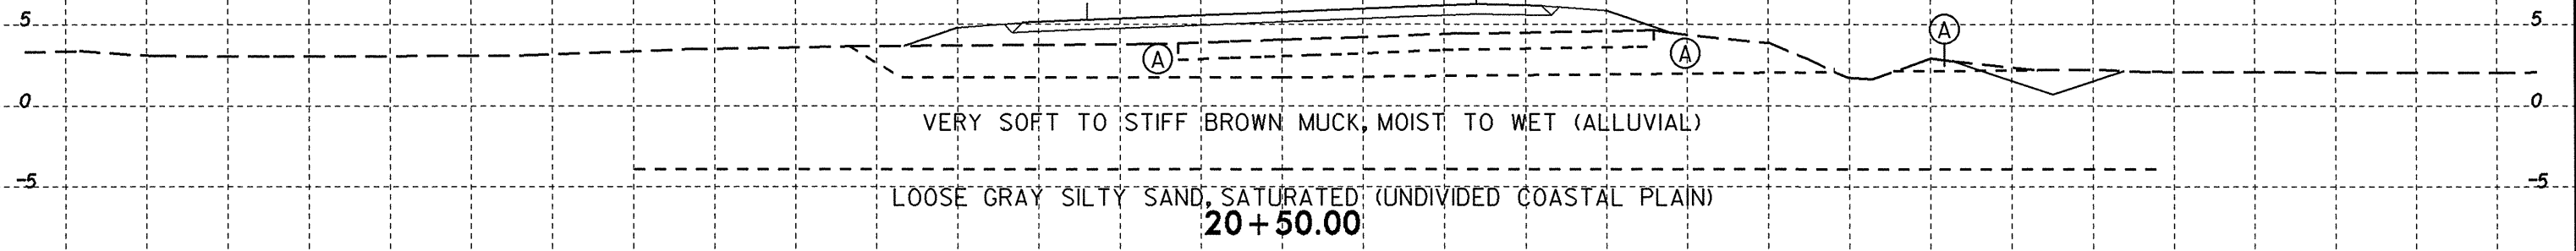 5 5
A
A A
0 0
VERY SOFT TO STIFF BROWN MUCK, MOIST TO WET (ALLUVIAL)
-5 -5
LOOSE GRAY SILTY SAND, SATURATED (UNDIVIDED COASTAL PLAIN)
20+50.00